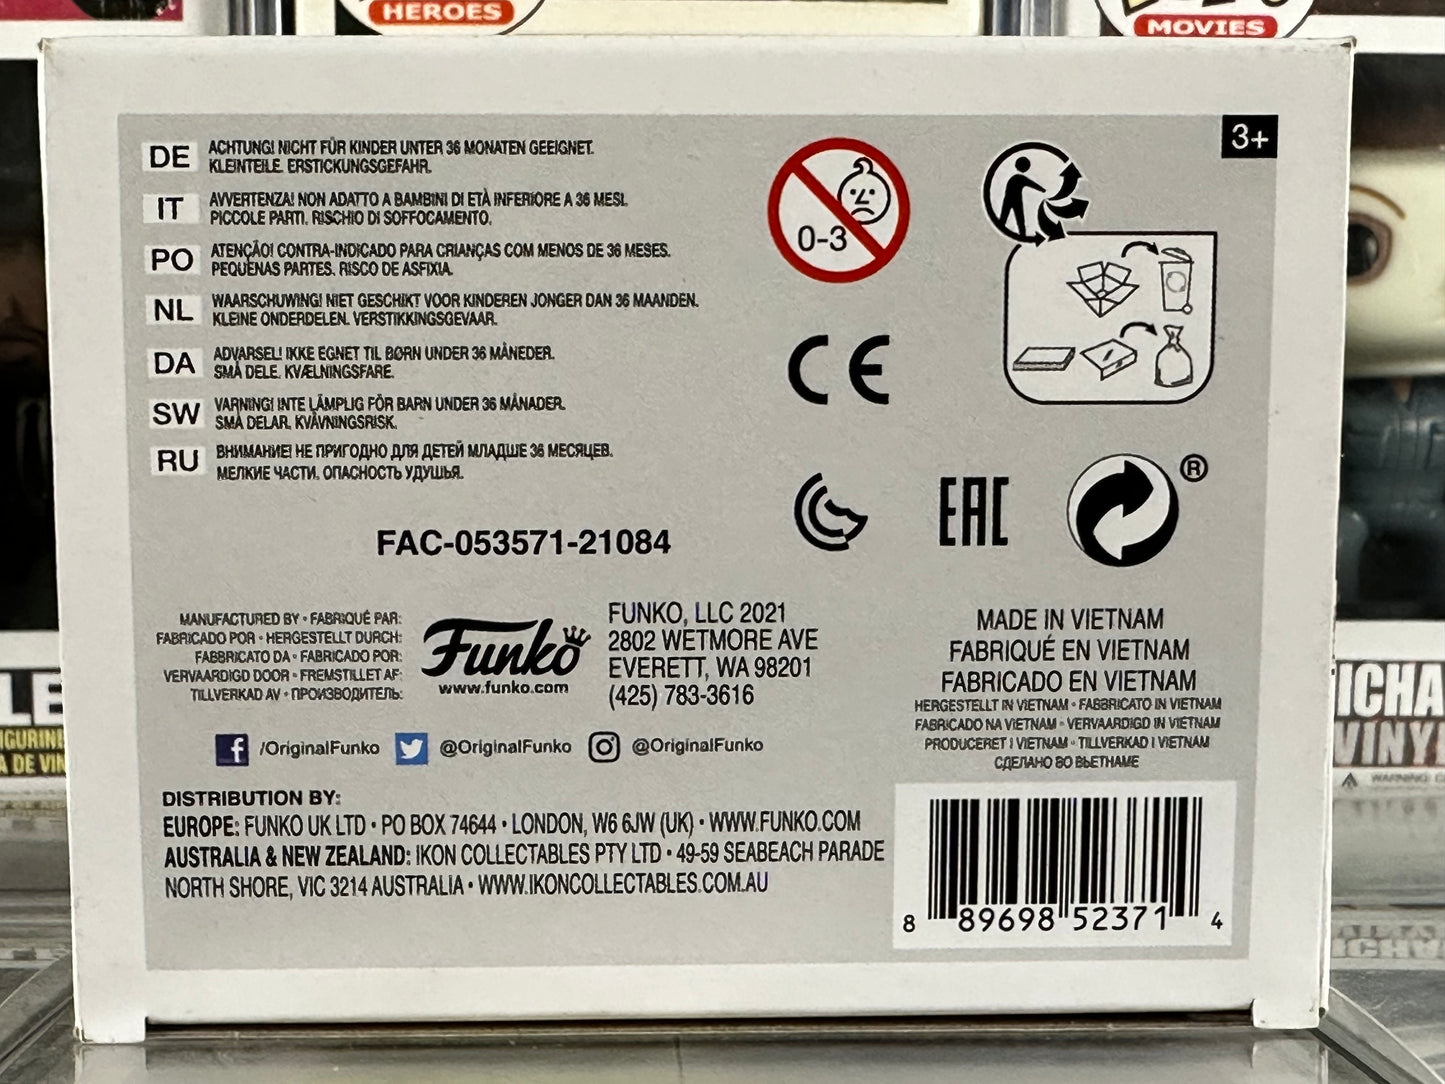 HEROES
MOVIES
3+
DE ACHTUNG! NICHT FÜR KINDER UNTER 36 MONATEN GEEIGNET.
KLEINTEILE. ERSTICKUNGSGEFAHR.
IT AVVERTENZA! NON ADATTO A BAMBINI DI ETÀ INFERIORE A 36 MESI.
PICCOLE PARTI. RISCHIO DI SOFFOCAMENTO.
PO ATENÇÃO! CONTRA-INDICADO PARA CRIANÇAS COM MENOS DE 36 MESES.
PEQUENAS PARTES. RISCO DE ASFIXIA.
NL WAARSCHUWING! NIET GESCHIKT VOOR KINDEREN JONGER DAN 36 MAANDEN.
KLEINE ONDERDELEN. VERSTIKKINGSGEVAAR.
DA ADVARSEL! IKKE EGNET TIL BØRN UNDER 36 MÅNEDER.
SMÅ DELE. KVÆLNINGSFARE.
SW VARNING! INTE LÄMPLIG FÖR BARN UNDER 36 MÅNADER.
SMÅ DELAR. KVÄVNINGSRISK.
RU ВНИМАНИЕ! НЕ ПРИГОДНО ДЛЯ ДЕТЕЙ МЛАДШЕ 36 МЕСЯЦЕВ.
МЕЛКИЕ ЧАСТИ. ОПАСНОСТЬ УДУШЬЯ.
0-3
CE
EAC
®
FAC-053571-21084
MANUFACTURED BY • FABRIQUÉ PAR:
FABRICADO POR • HERGESTELLT DURCH:
FABBRICATO DA • FABRICADO POR:
VERVAARDIGD DOOR • FREMSTILLET AF:
TILLVERKAD AV • ПРОИЗВОДИТЕЛЬ:
Funko
www.funko.com
FUNKO, LLC 2021
2802 WETMORE AVE
EVERETT, WA 98201
(425) 783-3616
MADE IN VIETNAM
FABRIQUÉ EN VIETNAM
FABRICADO EN VIETNAM
HERGESTELLT IN VIETNAM • FABBRICATO IN VIETNAM
FABRICADO NA VIETNAM • VERVAARDIGD IN VIETNAM
PRODUCERET I VIETNAM • TILLVERKAD I VIETNAM
СДЕЛАНО ВО ВЬЕТНАМЕ
/OriginalFunko @OriginalFunko @OriginalFunko
DISTRIBUTION BY:
EUROPE: FUNKO UK LTD • PO BOX 74644 • LONDON, W6 6JW (UK) • WWW.FUNKO.COM
AUSTRALIA & NEW ZEALAND: IKON COLLECTABLES PTY LTD • 49-59 SEABEACH PARADE
NORTH SHORE, VIC 3214 AUSTRALIA • WWW.IKONCOLLECTABLES.COM.AU
8 89698 52371 4
LE
IGURINE
A DE VIN
ICHA
VINY
WARNING